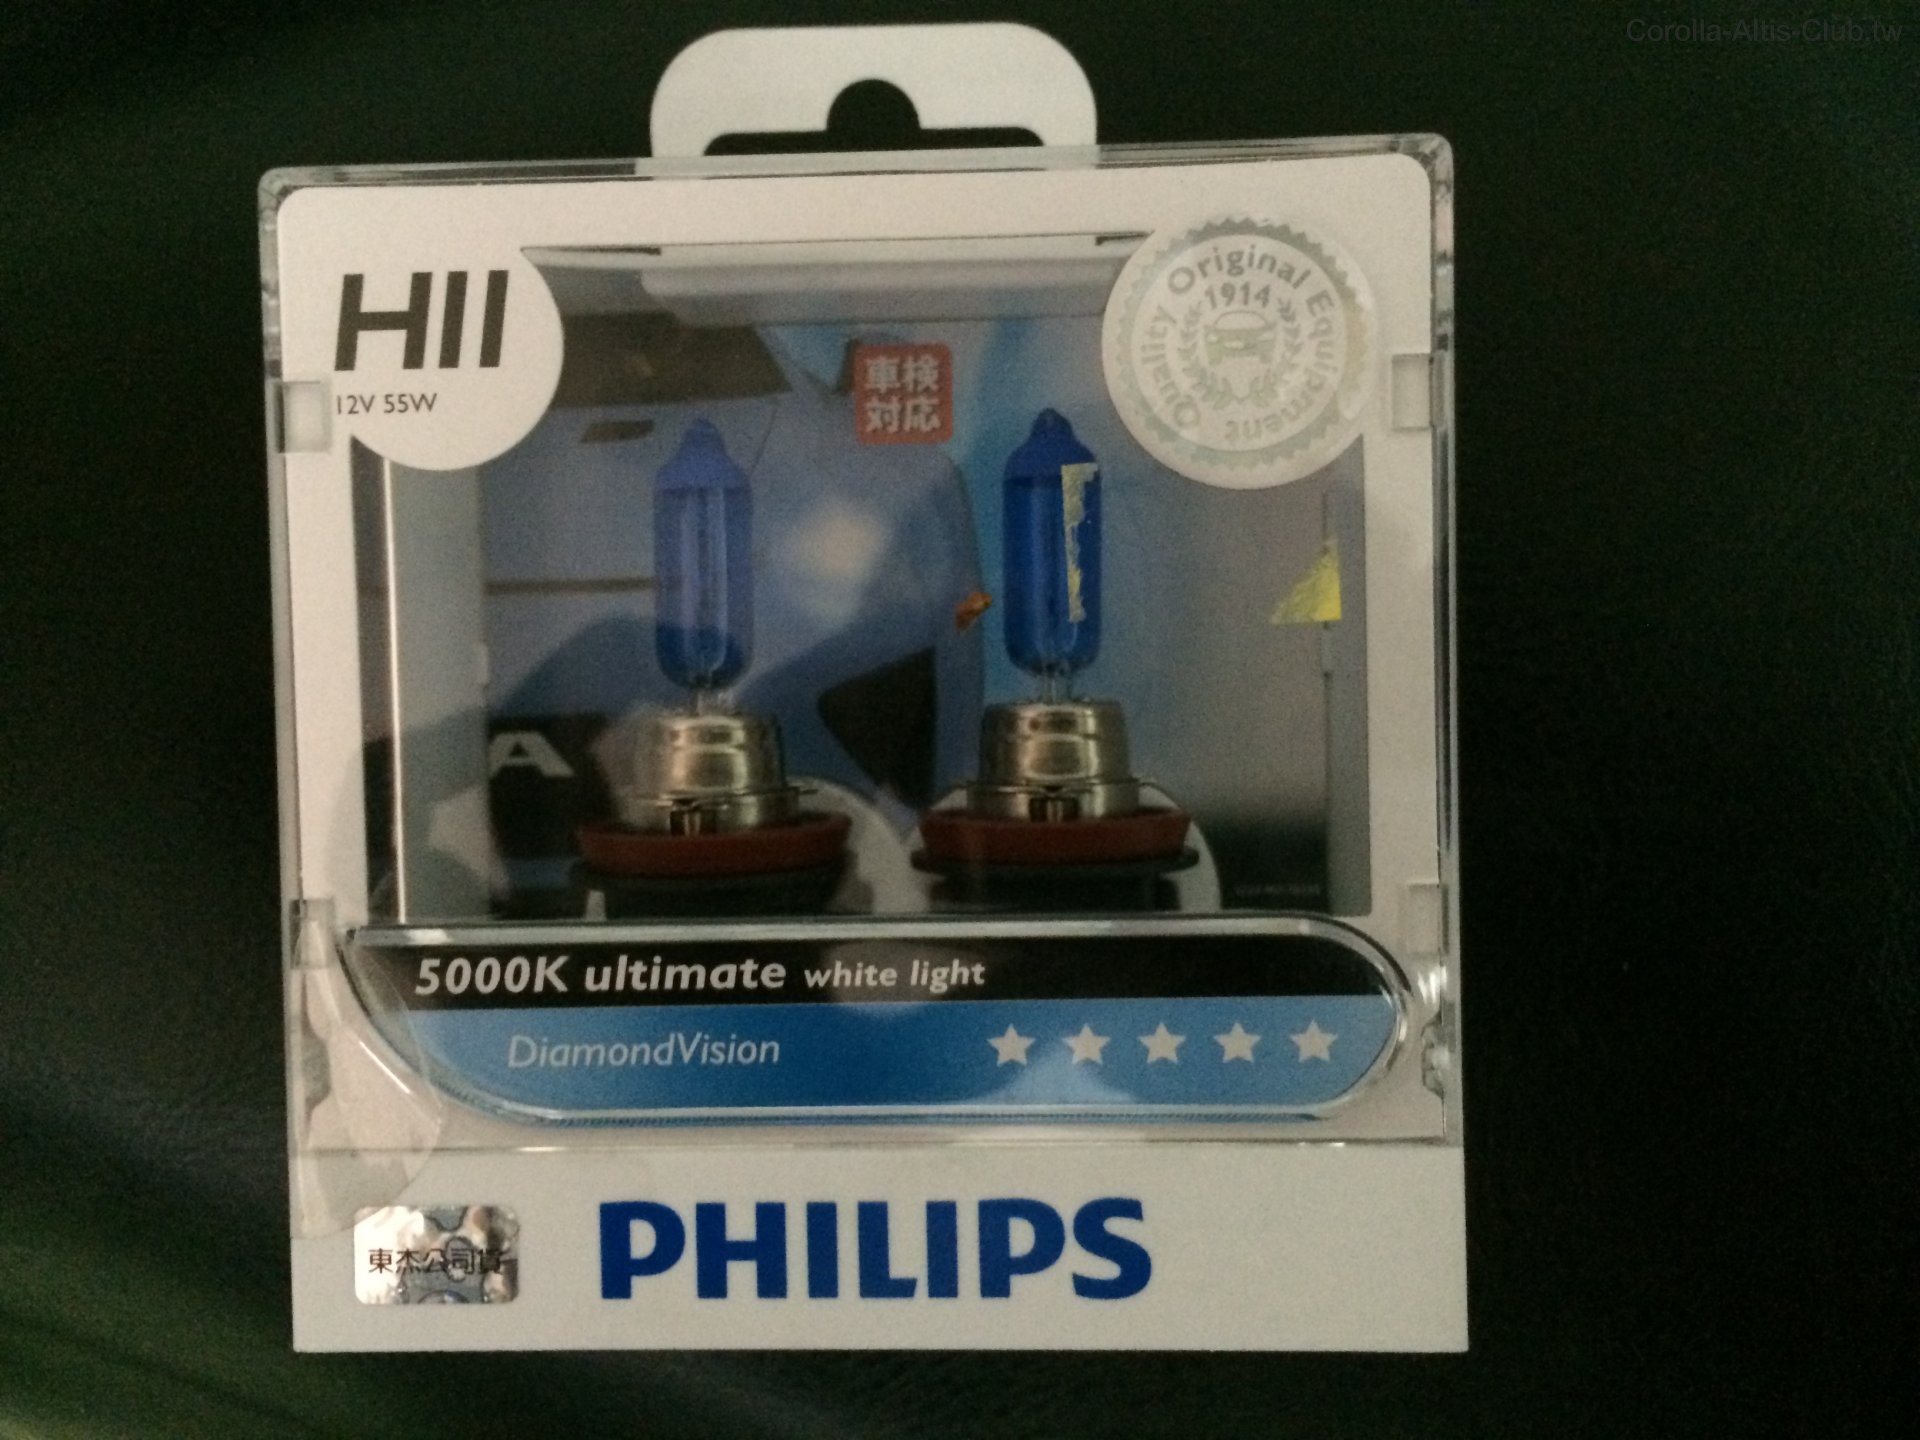 Corolla-Altis-Club.tw
H11
12V 55W
車検
対応
Quality Original Equipment
1914
A
5000K ultimate white light
DiamondVision
東杰公司貨
PHILIPS